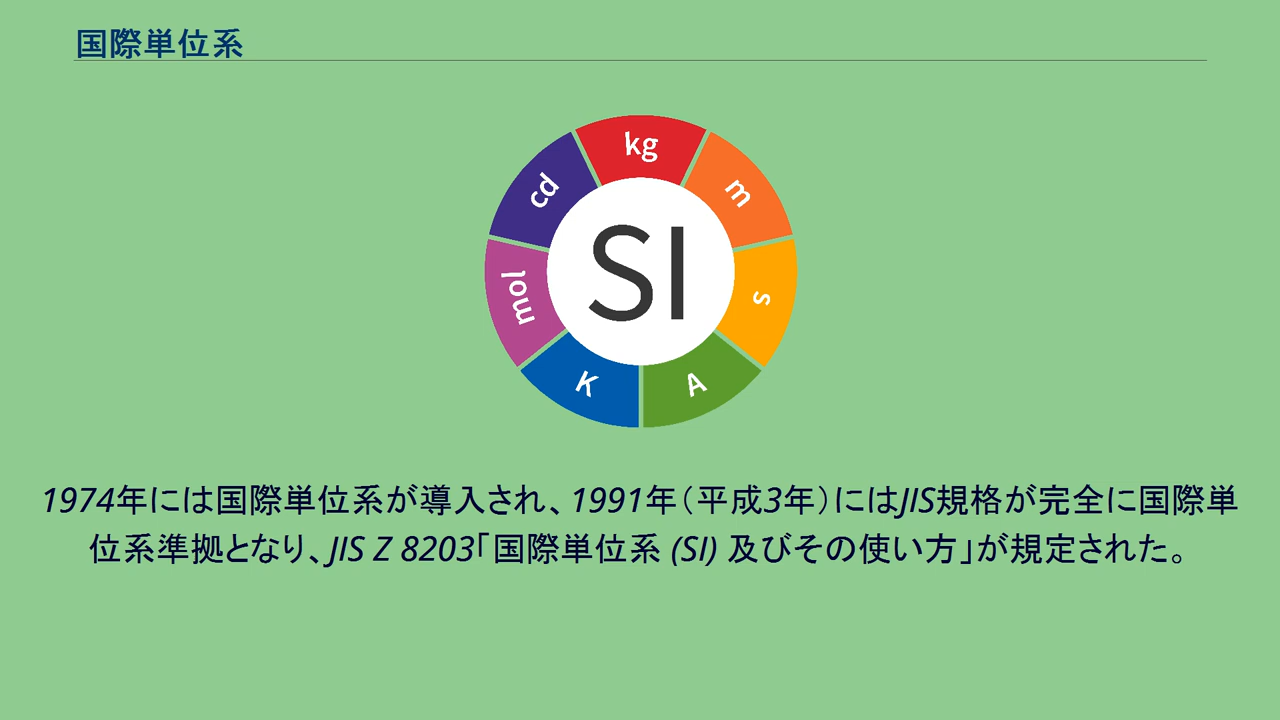 国際単位系
kg
m
s
A
K
mol
cd
SI
1974年には国際単位系が導入され、1991年（平成3年）にはJIS規格が完全に国際単
位系準拠となり、JIS Z 8203「国際単位系 (SI) 及びその使い方」が規定された。